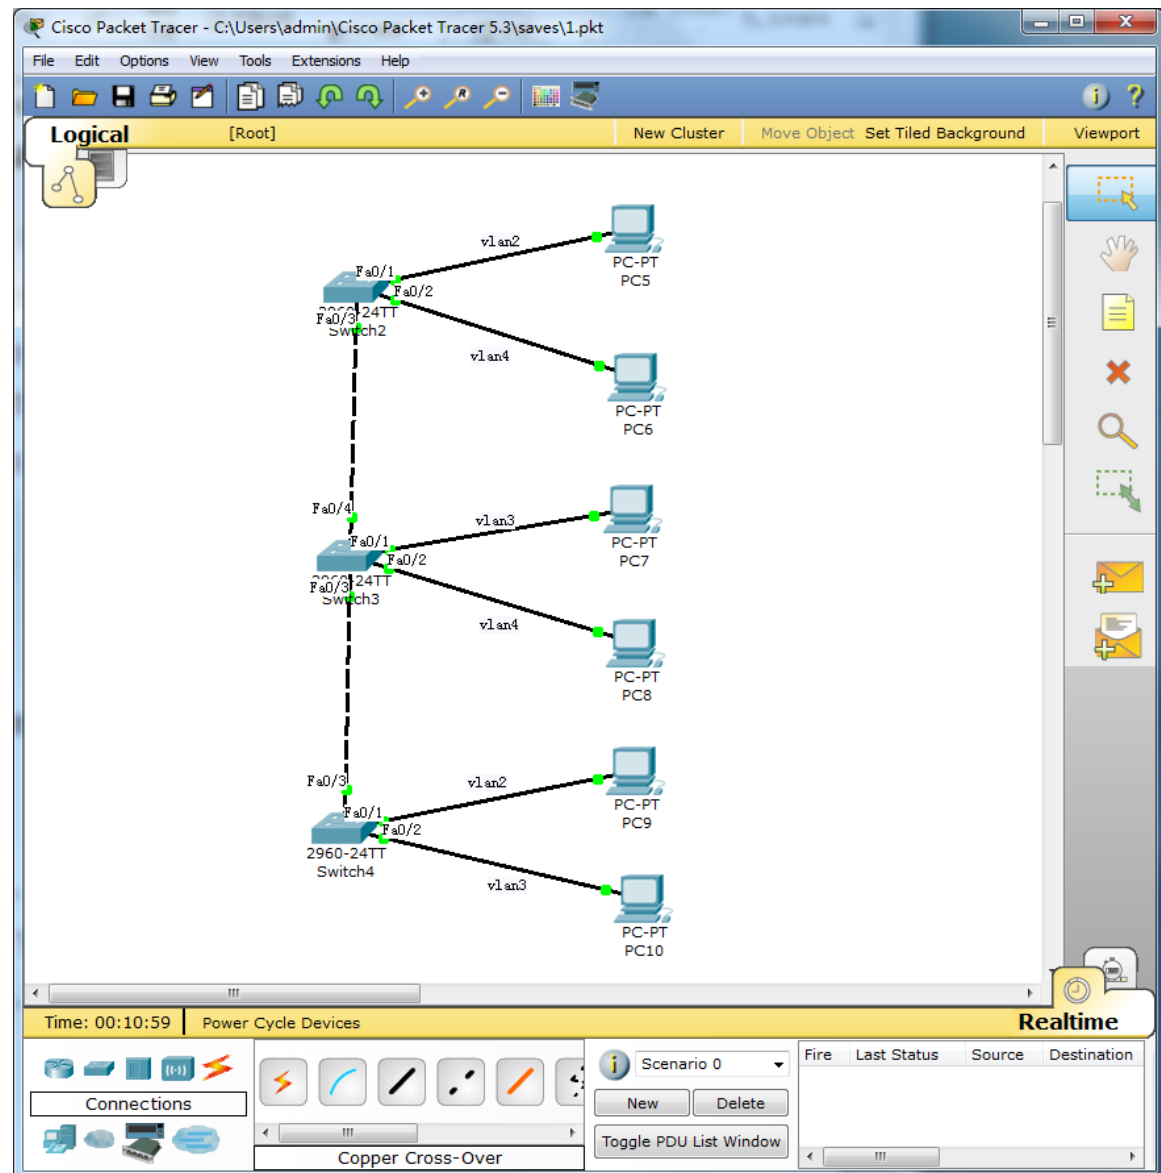 Cisco Packet Tracer - C:\Users\admin\Cisco Packet Tracer 5.3\saves\1.pkt
File Edit Options View Tools Extensions Help
Logical [Root] New Cluster Move Object Set Tiled Background Viewport
vlan2
PC-PT
PC5
Fa0/1
Fa0/2
24TT
Fa0/3
Switch2
vlan4
PC-PT
PC6
Fa0/4
vlan3
Fa0/1
PC-PT
PC7
Fa0/2
2960-24TT
Fa0/3
Switch3
vlan4
PC-PT
PC8
Fa0/3
vlan2
PC-PT
PC9
Fa0/1
Fa0/2
2960-24TT
Switch4
vlan3
PC-PT
PC10
Time: 00:10:59 Power Cycle Devices Realtime
Scenario 0
Fire Last Status Source Destination
Connections
New Delete
Toggle PDU List Window
Copper Cross-Over